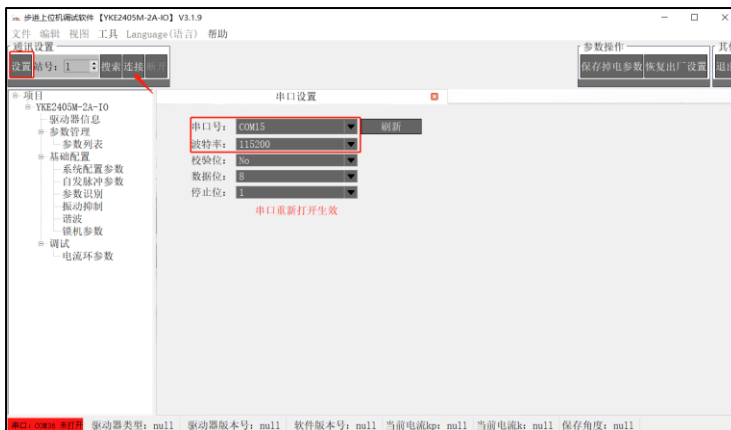 步进上位机调试软件 【YKE2405M-2A-IO】 V3.1.9
文件 编辑 视图 工具 Language(语言) 帮助
通讯设置
设置 站号: 1 搜索 连接 断开
参数操作
保存掉电参数 恢复出厂设置
其他
退出
项目
YKE2405M-2A-IO
驱动器信息
参数管理
参数列表
基础配置
系统配置参数
自发脉冲参数
参数识别
振动抑制
谐波
锁机参数
调试
电流环参数
串口设置
串口号: COM15 刷新
波特率: 115200
校验位: No
数据位: 8
停止位: 1
串口重新打开生效
串口: COM36 未打开 驱动器类型: null 驱动器版本号: null 软件版本号: null 当前电流kp: null 当前电流k: null 保存角度: null